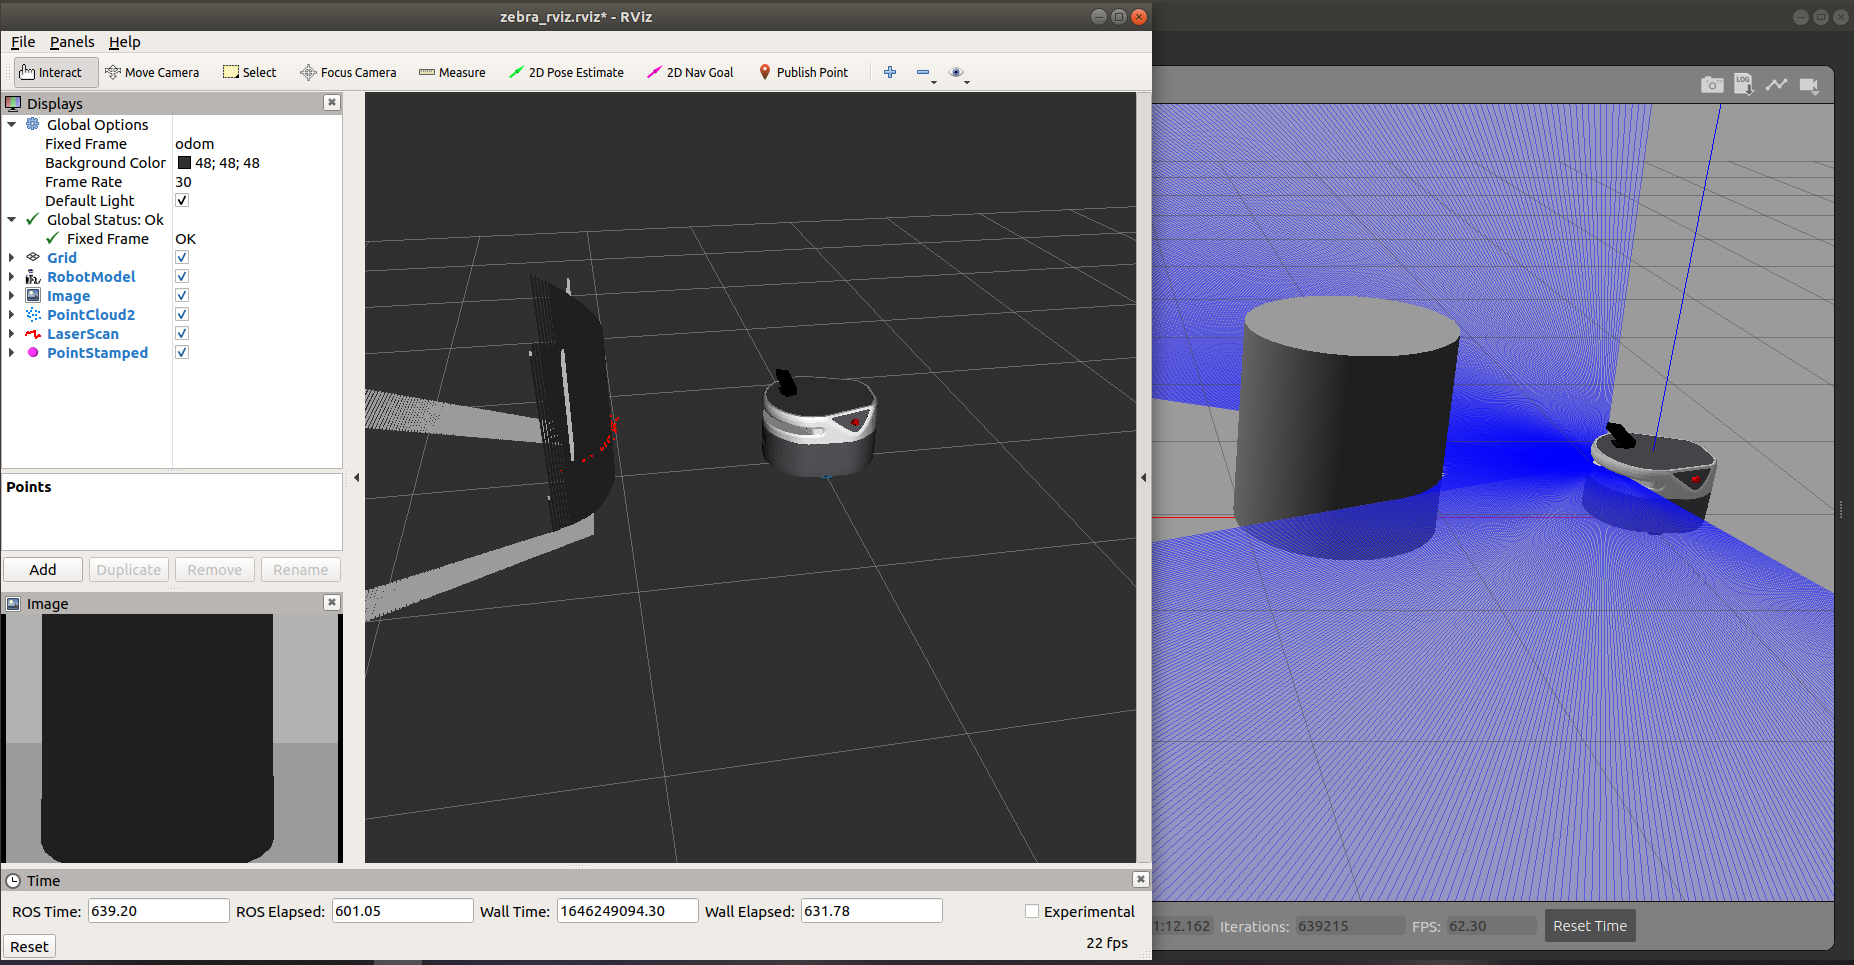 zebra_rviz.rviz* - RViz
File Panels Help
Interact Move Camera Select Focus Camera Measure 2D Pose Estimate 2D Nav Goal Publish Point
Displays
Global Options
Fixed Frame odom
Background Color 48; 48; 48
Frame Rate 30
Default Light
Global Status: Ok
Fixed Frame OK
Grid
RobotModel
Image
PointCloud2
LaserScan
PointStamped
Points
Add Duplicate Remove Rename
Image
Time
ROS Time: 639.20 ROS Elapsed: 601.05 Wall Time: 1646249094.30 Wall Elapsed: 631.78 Experimental
Reset 22 fps
LOG
1:12.162 Iterations: 639215 FPS: 62.30 Reset Time